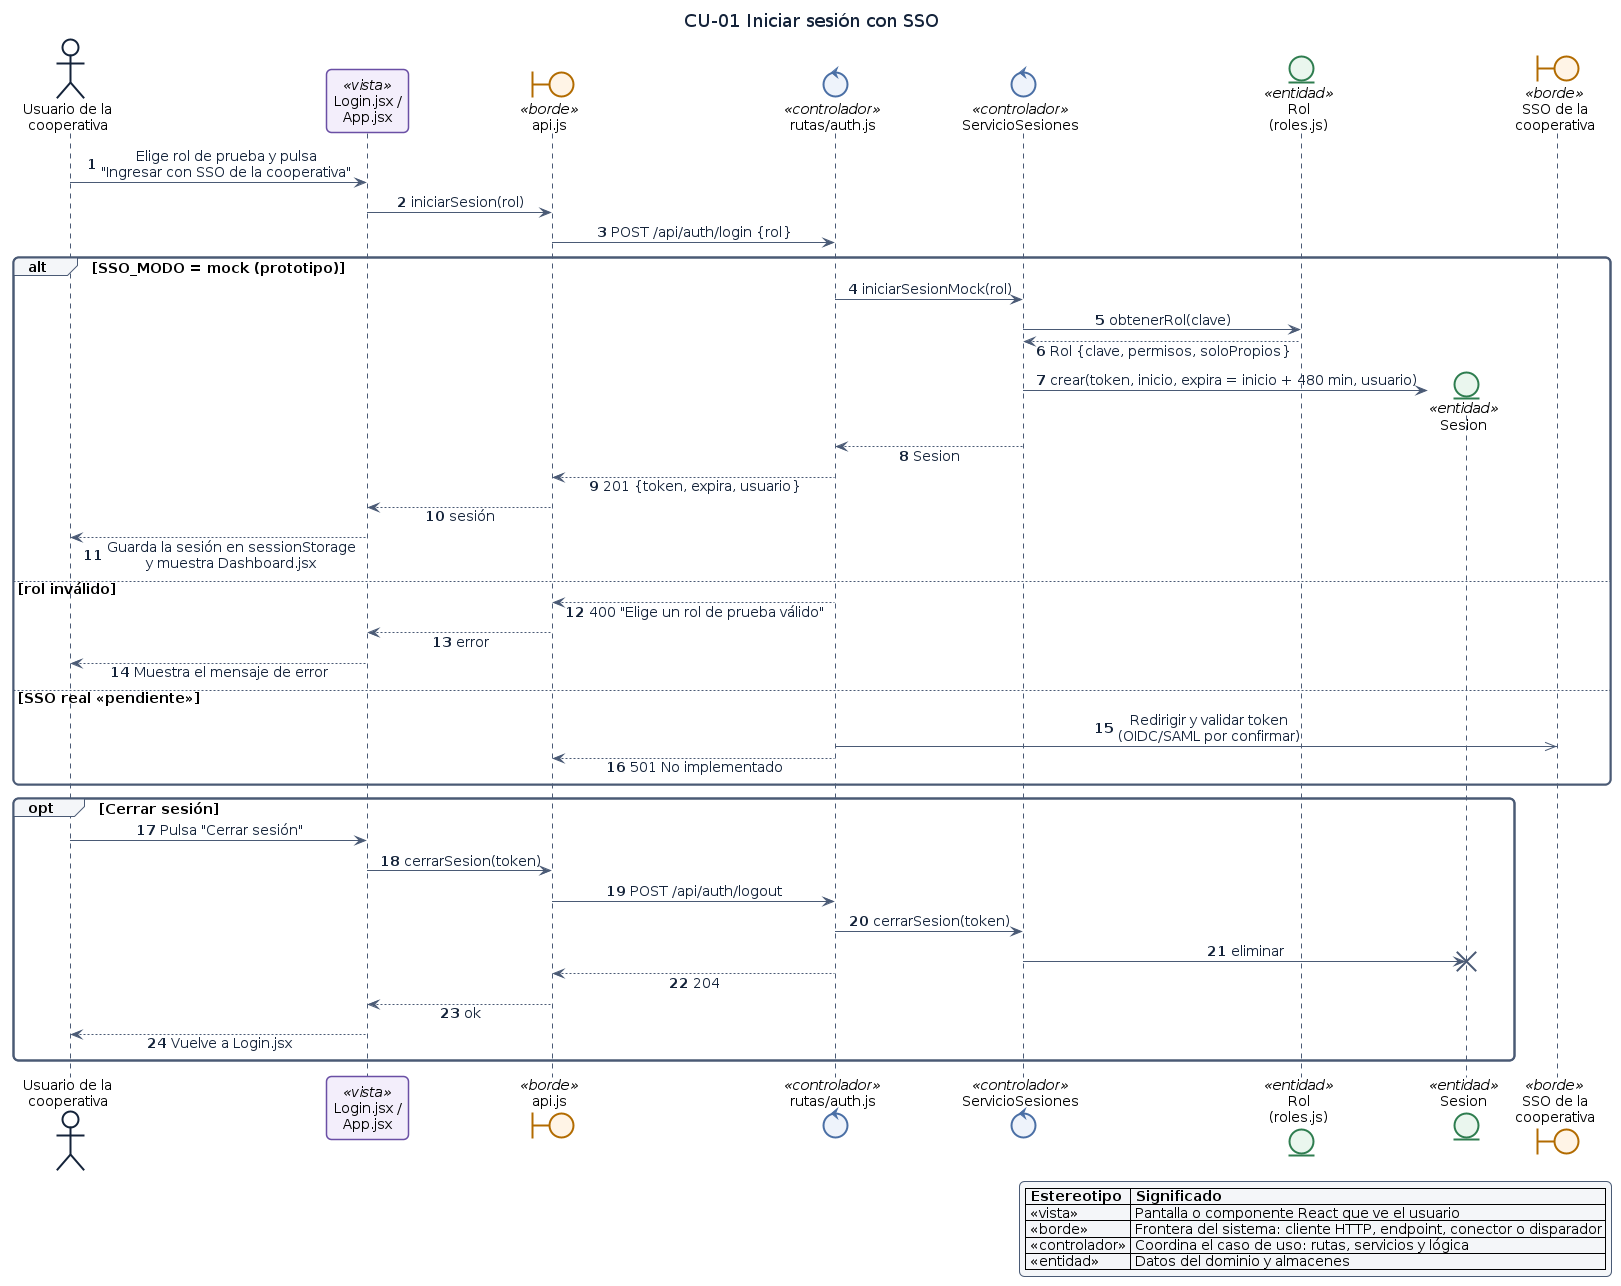 CU-01 Iniciar sesión con SSO
Usuario de la
cooperativa
«vista»
Login.jsx /
App.jsx
«borde»
api.js
«controlador»
rutas/auth.js
«controlador»
ServicioSesiones
«entidad»
Rol
(roles.js)
«borde»
SSO de la
cooperativa
1 Elige rol de prueba y pulsa
"Ingresar con SSO de la cooperativa"
2 iniciarSesion(rol)
3 POST /api/auth/login {rol}
alt [SSO_MODO = mock (prototipo)]
4 iniciarSesionMock(rol)
5 obtenerRol(clave)
6 Rol {clave, permisos, soloPropios}
7 crear(token, inicio, expira = inicio + 480 min, usuario)
«entidad»
Sesion
8 Sesion
9 201 {token, expira, usuario}
10 sesión
11 Guarda la sesión en sessionStorage
y muestra Dashboard.jsx
[rol inválido]
12 400 "Elige un rol de prueba válido"
13 error
14 Muestra el mensaje de error
[SSO real «pendiente»]
15 Redirigir y validar token
(OIDC/SAML por confirmar)
16 501 No implementado
opt [Cerrar sesión]
17 Pulsa "Cerrar sesión"
18 cerrarSesion(token)
19 POST /api/auth/logout
20 cerrarSesion(token)
21 eliminar
22 204
23 ok
24 Vuelve a Login.jsx
Usuario de la
cooperativa
«vista»
Login.jsx /
App.jsx
«borde»
api.js
«controlador»
rutas/auth.js
«controlador»
ServicioSesiones
«entidad»
Rol
(roles.js)
«entidad»
Sesion
«borde»
SSO de la
cooperativa
Estereotipo Significado
«vista» Pantalla o componente React que ve el usuario
«borde» Frontera del sistema: cliente HTTP, endpoint, conector o disparador
«controlador» Coordina el caso de uso: rutas, servicios y lógica
«entidad» Datos del dominio y almacenes